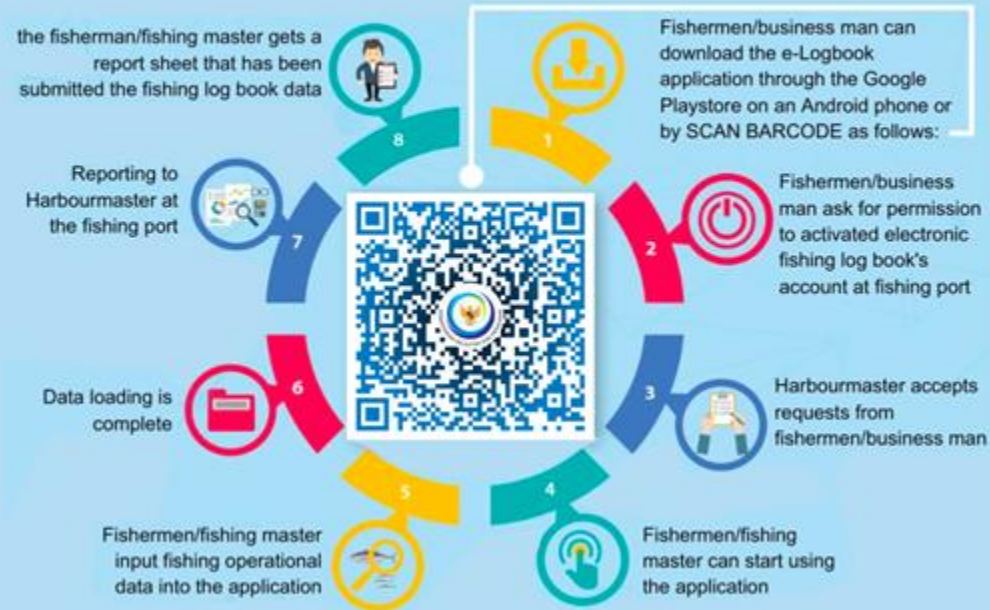 Fishermen/business man can
download the e-Logbook
application through the Google
Playstore on an Android phone or
by SCAN BARCODE as follows:
1
Fishermen/business
man ask for permission
to activated electronic
fishing log book's
account at fishing port
2
Harbourmaster accepts
requests from
fishermen/business man
3
Fishermen/fishing
master can start using
the application
4
Fishermen/fishing master
input fishing operational
data into the application
5
Data loading is
complete
6
Reporting to
Harbourmaster at
the fishing port
7
the fisherman/fishing master gets a
report sheet that has been
submitted the fishing log book data
8